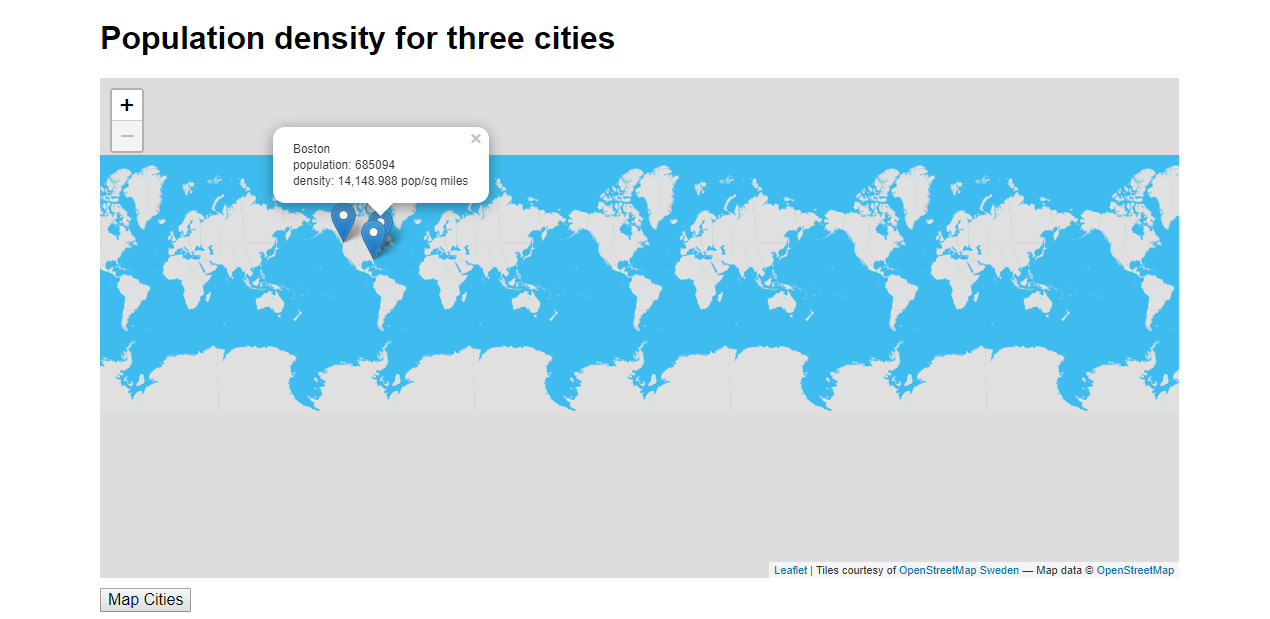 Population density for three cities
+
−
×
Boston
population: 685094
density: 14,148.988 pop/sq miles
Leaflet | Tiles courtesy of OpenStreetMap Sweden — Map data © OpenStreetMap
Map Cities